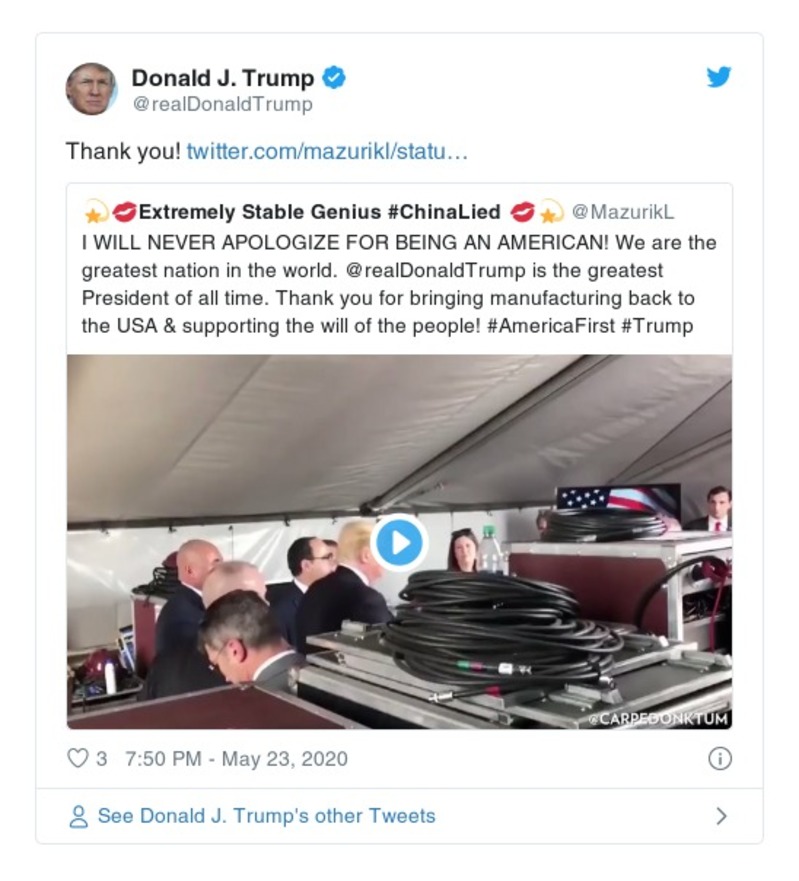 Donald J. Trump
@realDonaldTrump
Thank you! twitter.com/mazurikl/statu…
Extremely Stable Genius #ChinaLied @MazurikL
I WILL NEVER APOLOGIZE FOR BEING AN AMERICAN! We are the
greatest nation in the world. @realDonaldTrump is the greatest
President of all time. Thank you for bringing manufacturing back to
the USA & supporting the will of the people! #AmericaFirst #Trump
@CARPEDONKTUM
3 7:50 PM - May 23, 2020
See Donald J. Trump's other Tweets